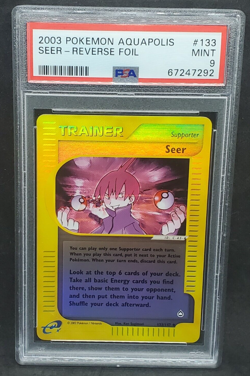 2003 POKEMON AQUAPOLIS #133
SEER - REVERSE FOIL MINT
9
PSA 67247292
TRAINER
Supporter
Seer
You can play only one Supporter card each turn.
When you play this card, put it next to your Active
Pokémon. When your turn ends, discard this card.
Look at the top 6 cards of your deck.
Take all basic Energy cards you find
there, show them to your opponent,
and then put them into your hand.
Shuffle your deck afterward.
e